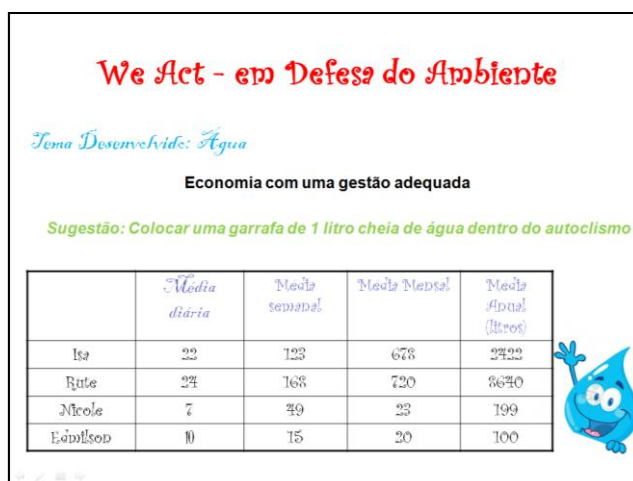 We Act - em Defesa do Ambiente
Tema Desenvolvido: Água
Economia com uma gestão adequada
Sugestão: Colocar uma garrafa de 1 litro cheia de água dentro do autoclismo
Média diária Media semanal Media Mensal Media Anual (litros)
Isa 22 123 678 2422
Rute 24 168 720 8640
Nicole 7 49 23 199
Edmilson 10 15 20 100